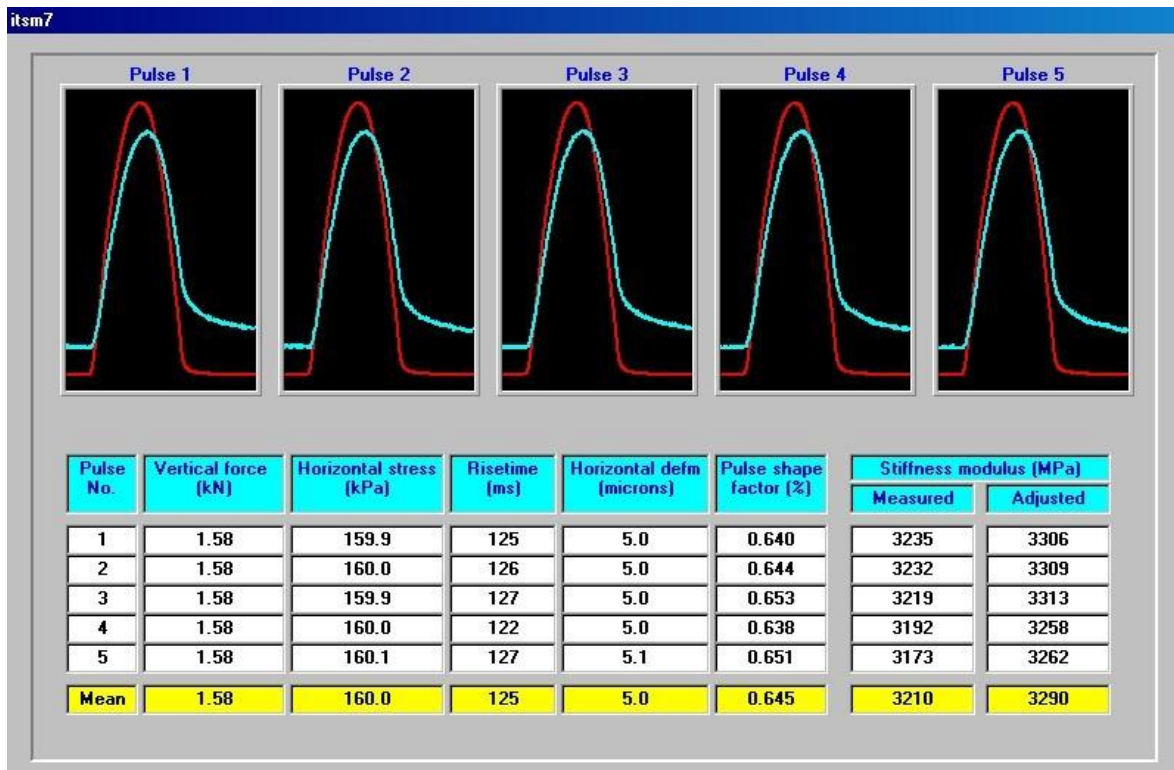 itsm7
Pulse 1 Pulse 2 Pulse 3 Pulse 4 Pulse 5
Pulse No. Vertical force (kN) Horizontal stress (kPa) Risetime (ms) Horizontal defm (microns) Pulse shape factor (%) Stiffness modulus (MPa)
Measured Adjusted
1 1.58 159.9 125 5.0 0.640 3235 3306
2 1.58 160.0 126 5.0 0.644 3232 3309
3 1.58 159.9 127 5.0 0.653 3219 3313
4 1.58 160.0 122 5.0 0.638 3192 3258
5 1.58 160.1 127 5.1 0.651 3173 3262
Mean 1.58 160.0 125 5.0 0.645 3210 3290